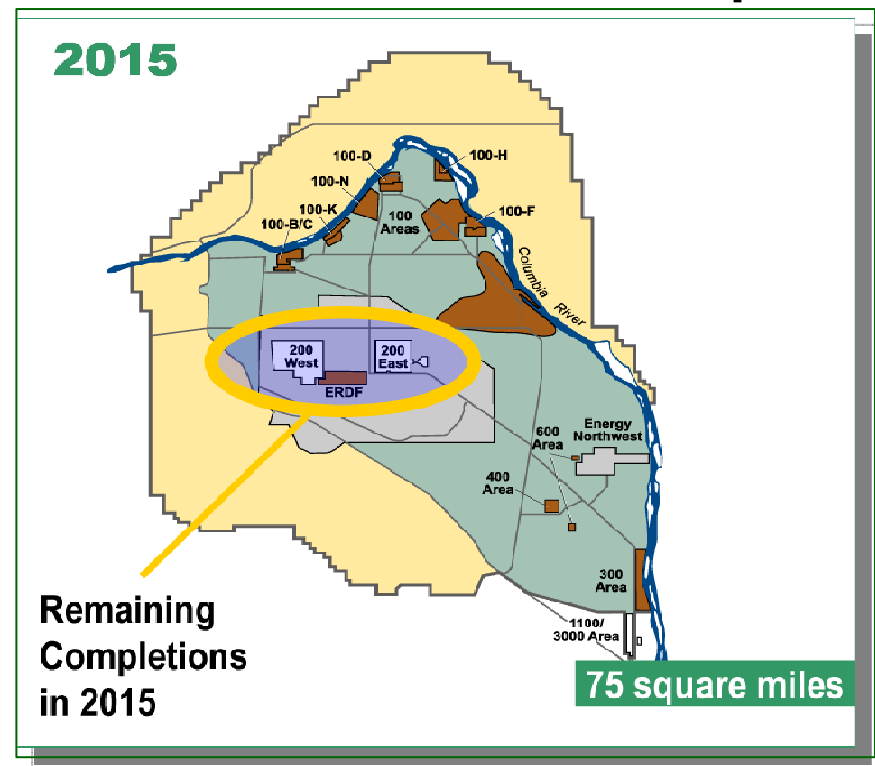 2015
100-D
100-H
100-N
100-K
100-B/C
100
Areas
100-F
Columbia
River
200
West
200
East
ERDF
600
Area
Energy
Northwest
400
Area
300
Area
1100/
3000 Area
Remaining
Completions
in 2015
75 square miles